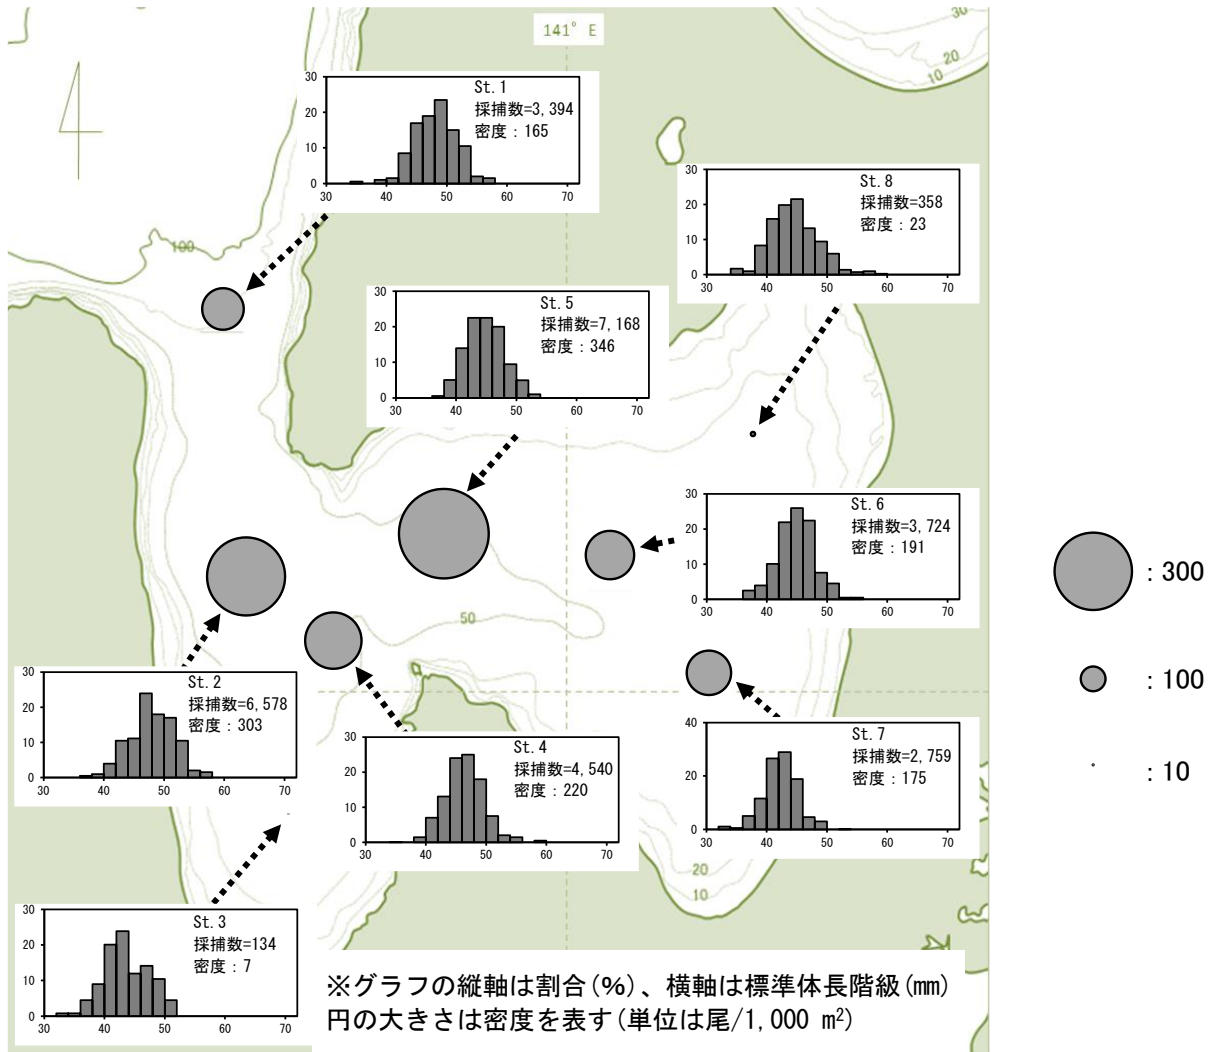 141° E
30
20
10
100
50
20
10
St. 1
採捕数=3,394
密度：165
30
20
10
0
30 40 50 60 70
St. 8
採捕数=358
密度：23
30
20
10
0
30 40 50 60 70
St. 5
採捕数=7,168
密度：346
30
20
10
0
30 40 50 60 70
St. 6
採捕数=3,724
密度：191
30
20
10
0
30 40 50 60 70
St. 2
採捕数=6,578
密度：303
30
20
10
0
30 40 50 60 70
St. 4
採捕数=4,540
密度：220
30
20
10
0
30 40 50 60 70
St. 7
採捕数=2,759
密度：175
40
20
0
30 40 50 60 70
St. 3
採捕数=134
密度：7
30
20
10
0
30 40 50 60 70
：300
：100
：10
※グラフの縦軸は割合(%)、横軸は標準体長階級(㎜)
円の大きさは密度を表す(単位は尾/1,000 m²)